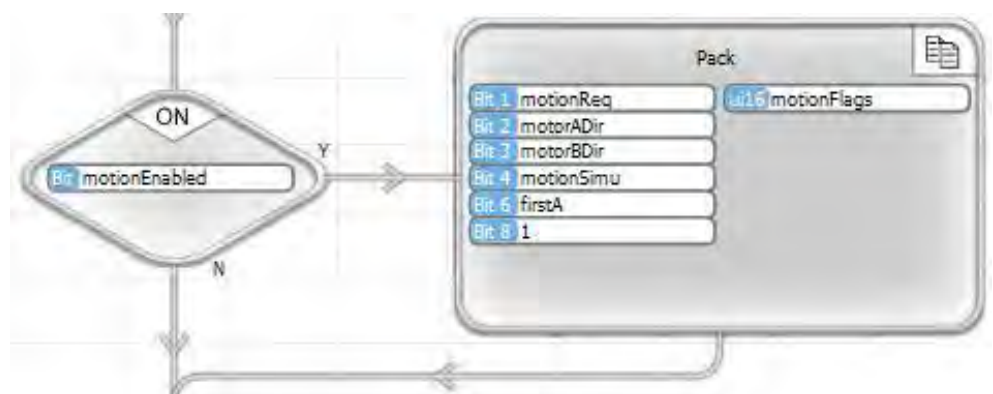 ON
Bit motionEnabled
Y
N
Pack
Bit 1 motionReq
Bit 2 motorADir
Bit 3 motorBDir
Bit 4 motionSimu
Bit 6 firstA
Bit 8 1
ui16 motionFlags